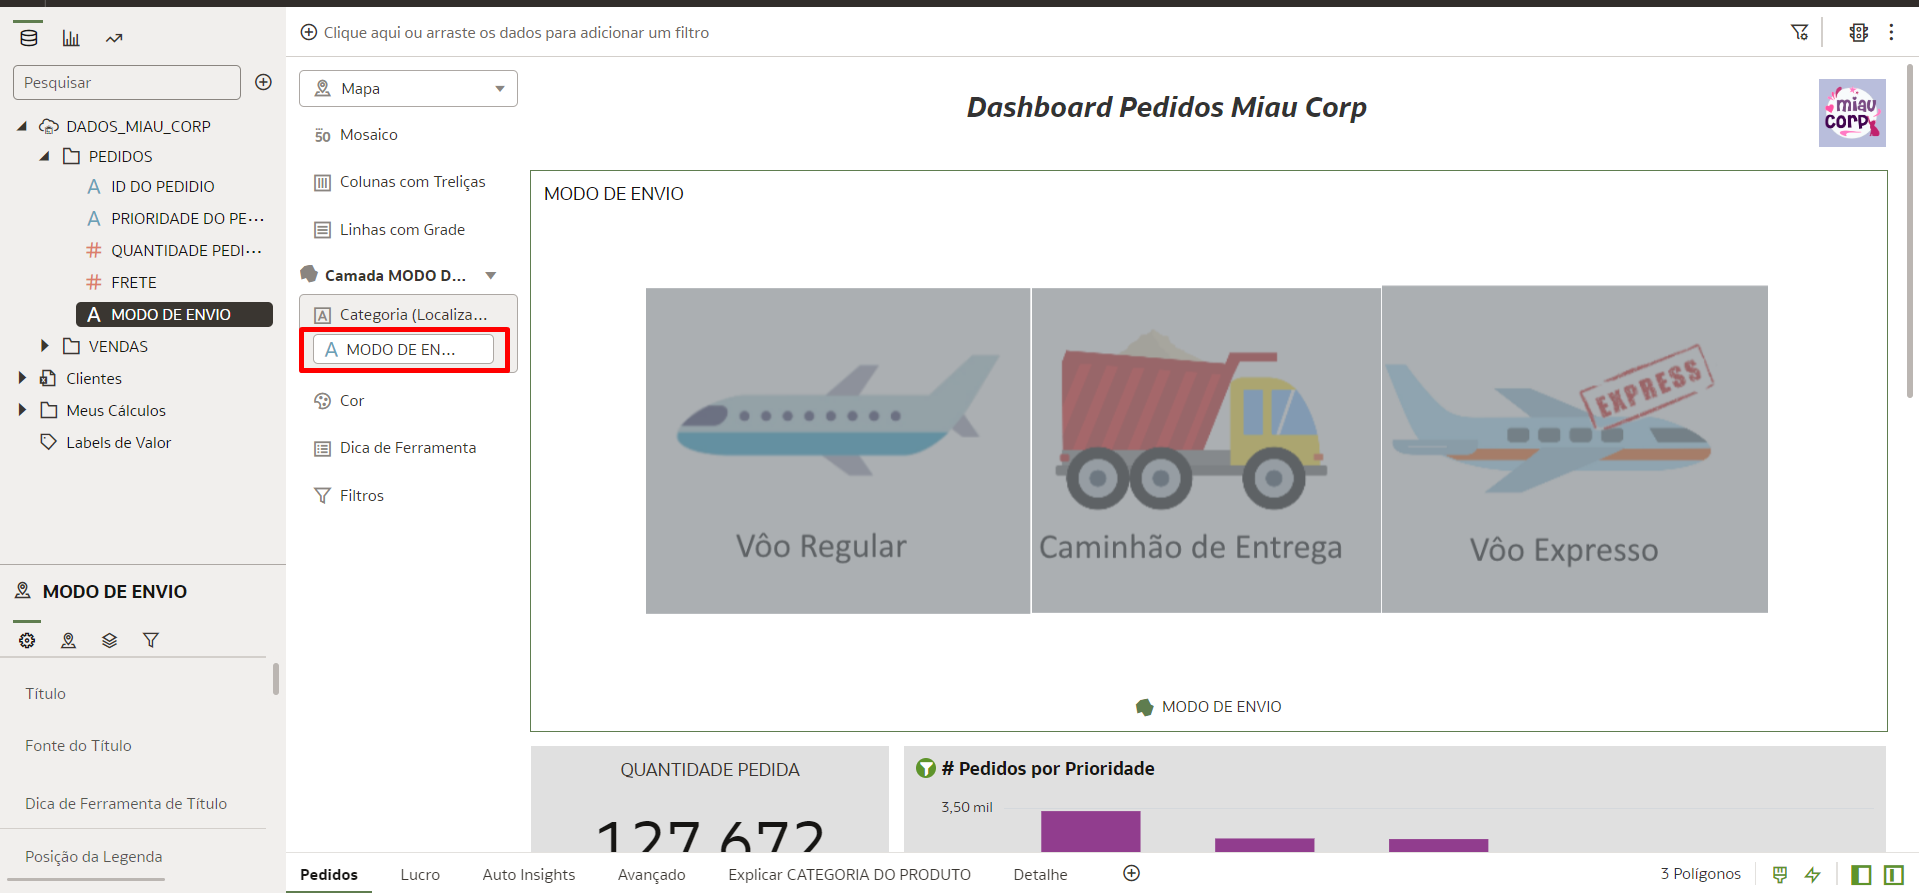 Clique aqui ou arraste os dados para adicionar um filtro
Pesquisar
DADOS_MIAU_CORP
PEDIDOS
A ID DO PEDIDIO
A PRIORIDADE DO PE...
# QUANTIDADE PEDI...
# FRETE
A MODO DE ENVIO
VENDAS
Clientes
Meus Cálculos
Labels de Valor
MODO DE ENVIO
Título
Fonte do Título
Dica de Ferramenta de Título
Posição da Legenda
Mapa
50 Mosaico
Colunas com Treliças
Linhas com Grade
Camada MODO D...
A Categoria (Localiza...
A MODO DE EN...
Cor
Dica de Ferramenta
Filtros
Dashboard Pedidos Miau Corp
miau
corp
MODO DE ENVIO
EXPRESS
Vôo Regular
Caminhão de Entrega
Vôo Expresso
MODO DE ENVIO
QUANTIDADE PEDIDA
127.672
# Pedidos por Prioridade
3,50 mil
Pedidos
Lucro
Auto Insights
Avançado
Explicar CATEGORIA DO PRODUTO
Detalhe
3 Polígonos